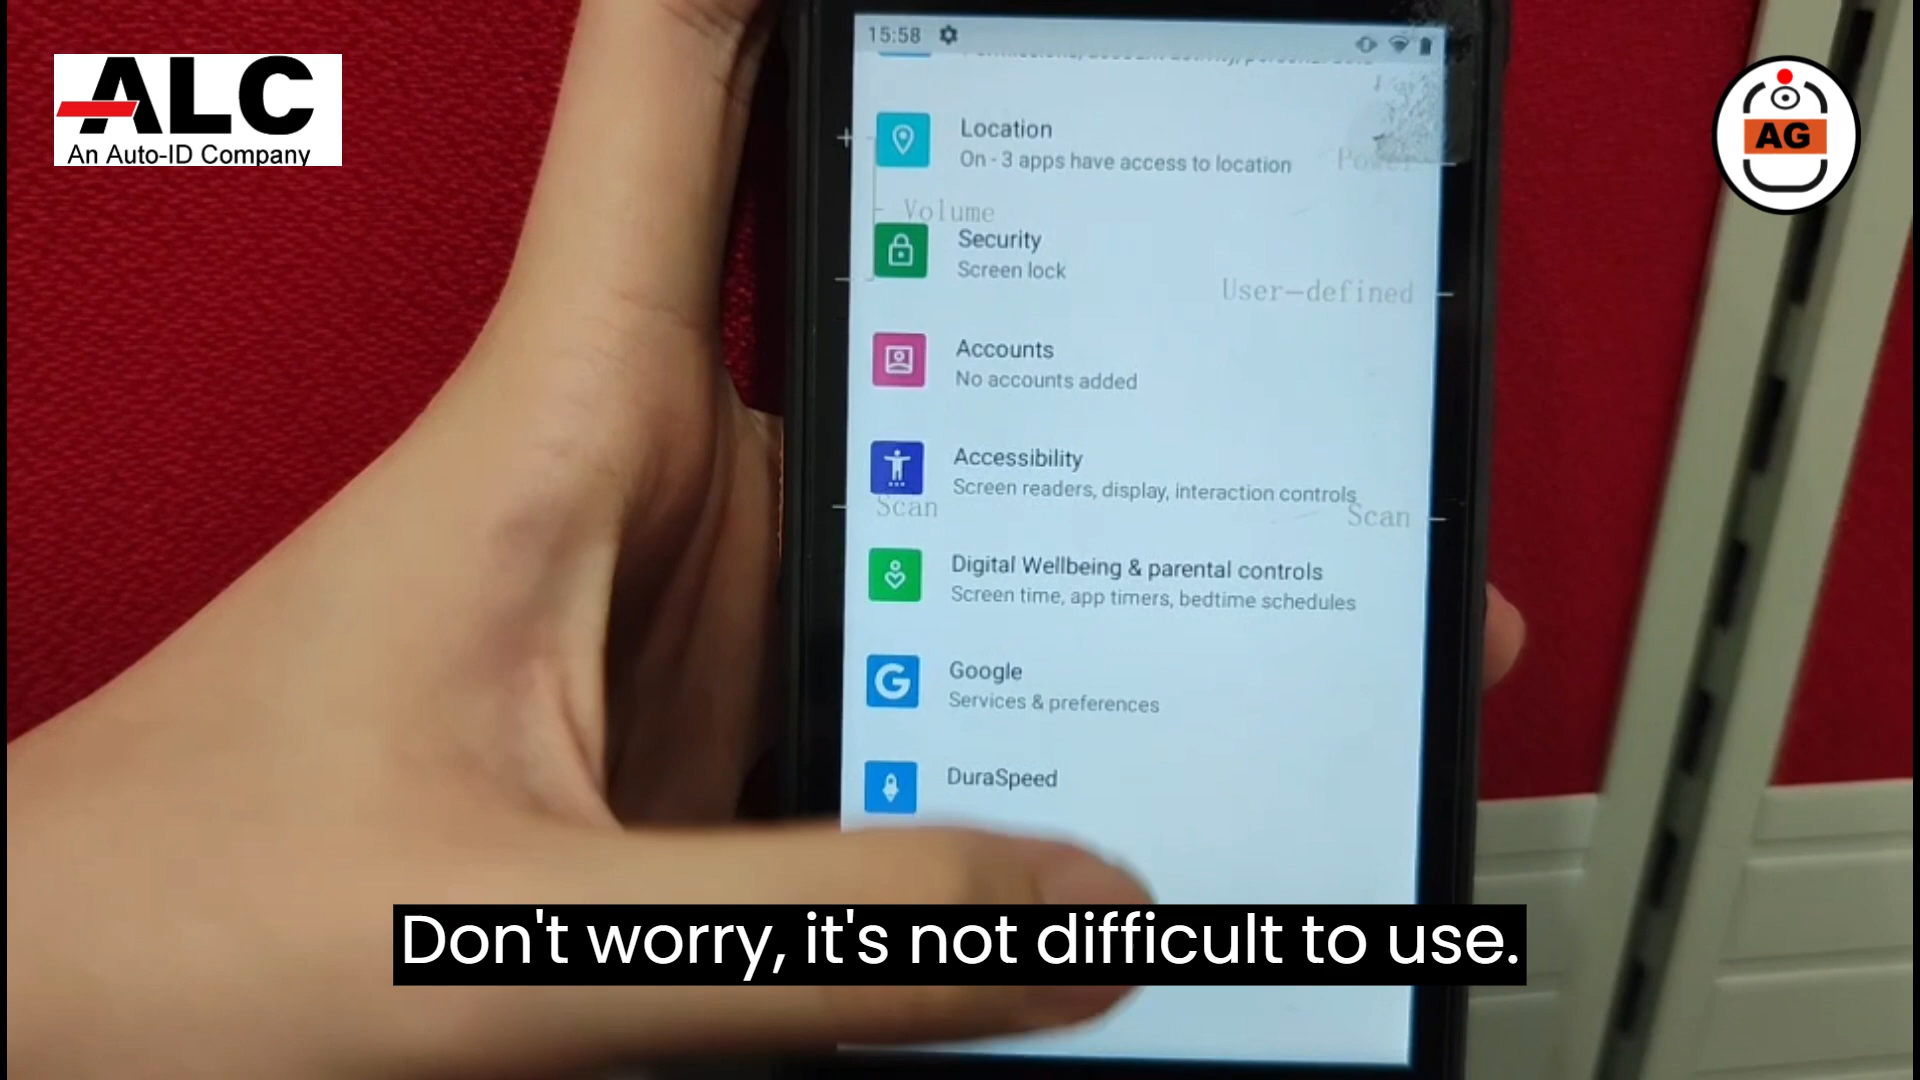 15:58
ALC
An Auto-ID Company
AG
Location
On - 3 apps have access to location
Power
Volume
Security
Screen lock
User-defined
Accounts
No accounts added
Accessibility
Screen readers, display, interaction controls
Scan
Scan
Digital Wellbeing & parental controls
Screen time, app timers, bedtime schedules
Google
Services & preferences
DuraSpeed
Don't worry, it's not difficult to use.